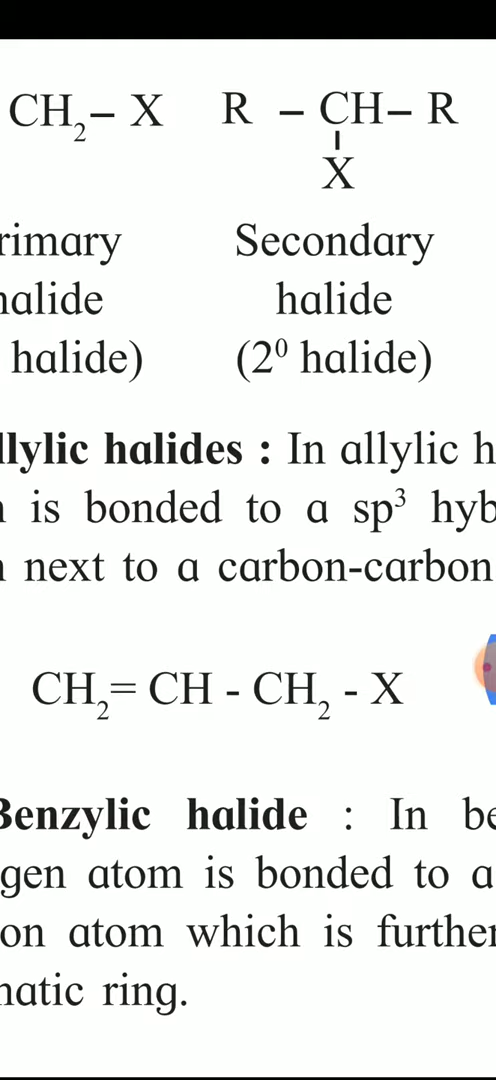 CH₂– X R – CH– R
X
rimary Secondary
halide halide
halide) (2⁰ halide)
llylic halides : In allylic h
is bonded to a sp³ hyb
next to a carbon-carbon
CH₂= CH - CH₂ - X
Benzylic halide : In be
gen atom is bonded to a
on atom which is further
matic ring.